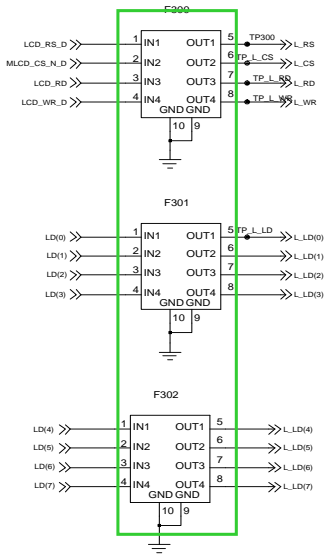 F300
LCD_RS_D 1 IN1 OUT1 5 TP300 L_RS
MLCD_CS_N_D 2 IN2 OUT2 6 TP_L_CS L_CS
LCD_RD 3 IN3 OUT3 7 TP_L_RD L_RD
LCD_WR_D 4 IN4 OUT4 8 TP_L_WR L_WR
GND GND
10 9
F301
LD(0) 1 IN1 OUT1 5 TP_L_LD L_LD(0)
LD(1) 2 IN2 OUT2 6 L_LD(1)
LD(2) 3 IN3 OUT3 7 L_LD(2)
LD(3) 4 IN4 OUT4 8 L_LD(3)
GND GND
10 9
F302
LD(4) 1 IN1 OUT1 5 L_LD(4)
LD(5) 2 IN2 OUT2 6 L_LD(5)
LD(6) 3 IN3 OUT3 7 L_LD(6)
LD(7) 4 IN4 OUT4 8 L_LD(7)
GND GND
10 9